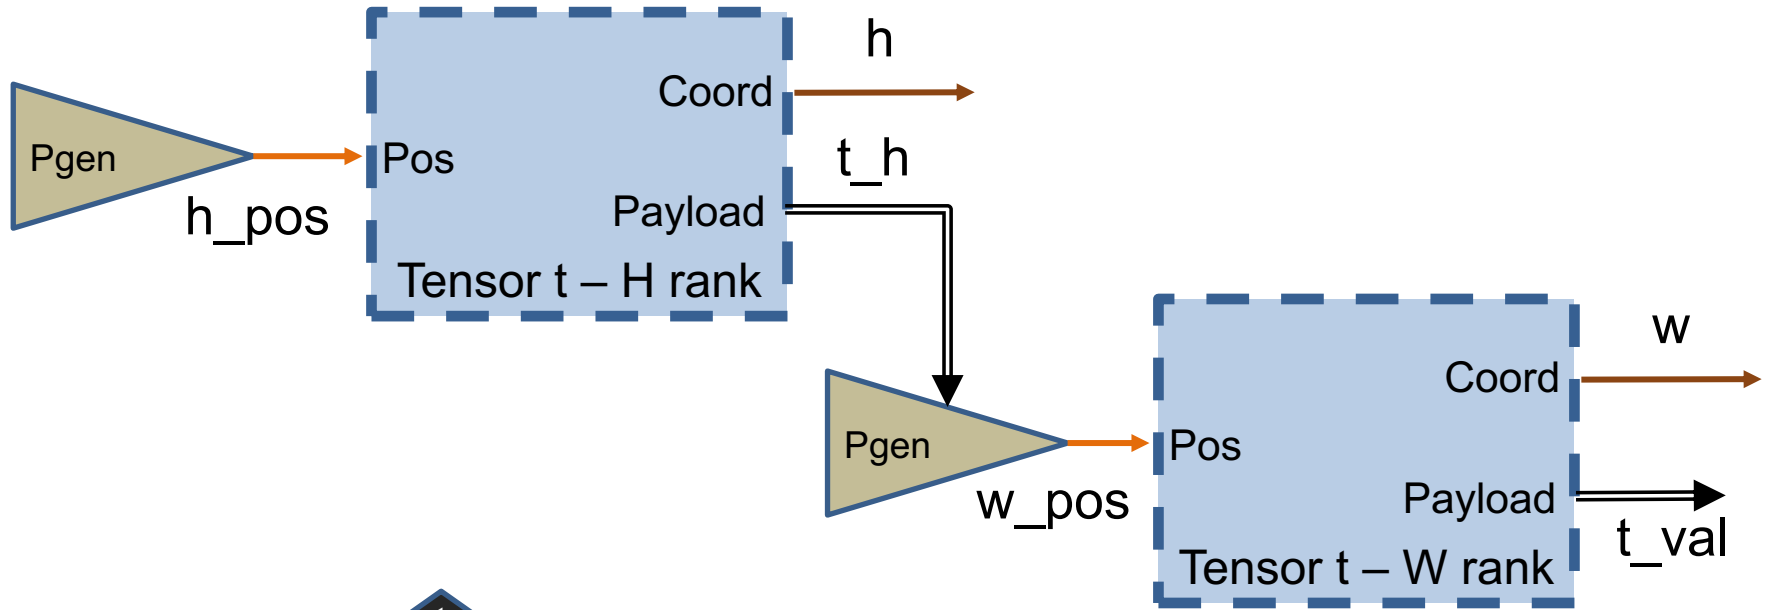 h
Coord
Pgen
Pos
t_h
h_pos
Payload
Tensor t – H rank
w
Coord
Pgen
Pos
w_pos
Payload
t_val
Tensor t – W rank